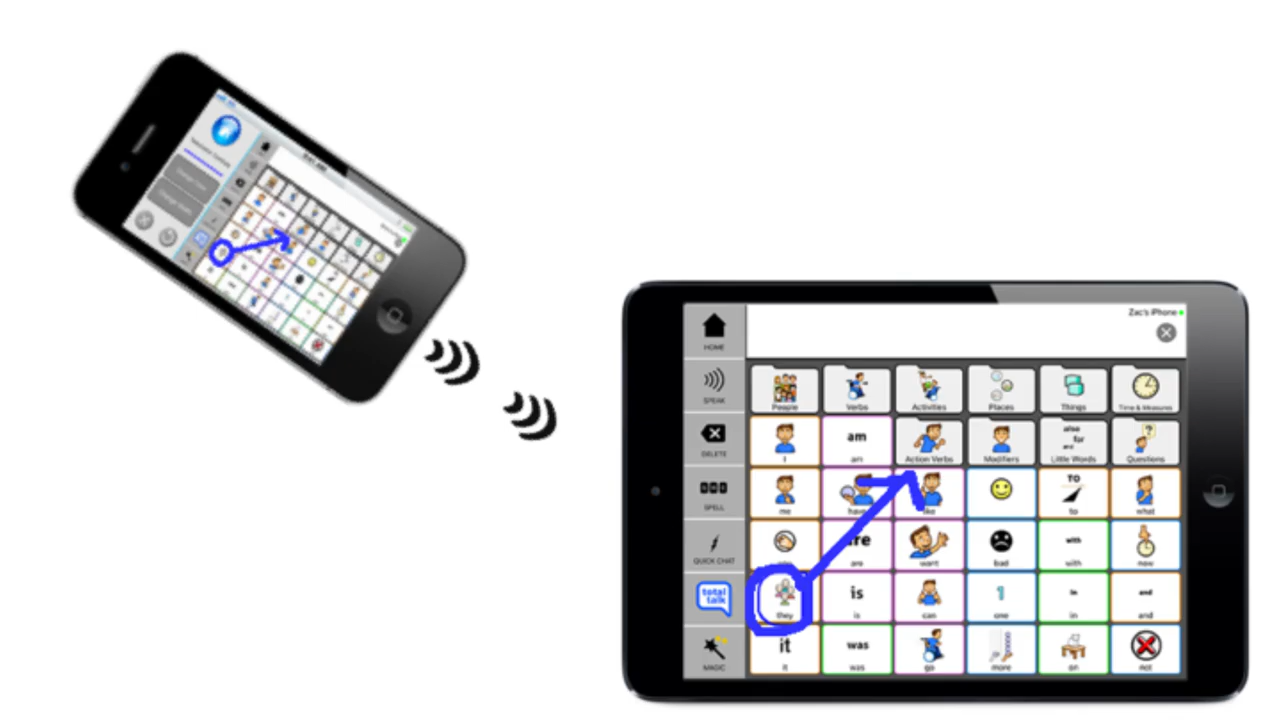 Zac's iPhone
HOME
SPEAK
DELETE
SPELL
QUICK CHAT
total talk
MAGIC
People Verbs Activities Places Things Time & Measures
I
am am
Action Verbs Modifiers
also for are Little Words
? Questions
me have like
TO to
what
are are
want bad
with with
now
they
is is
can
1 one
in in
and and
it it
was was
go more on not